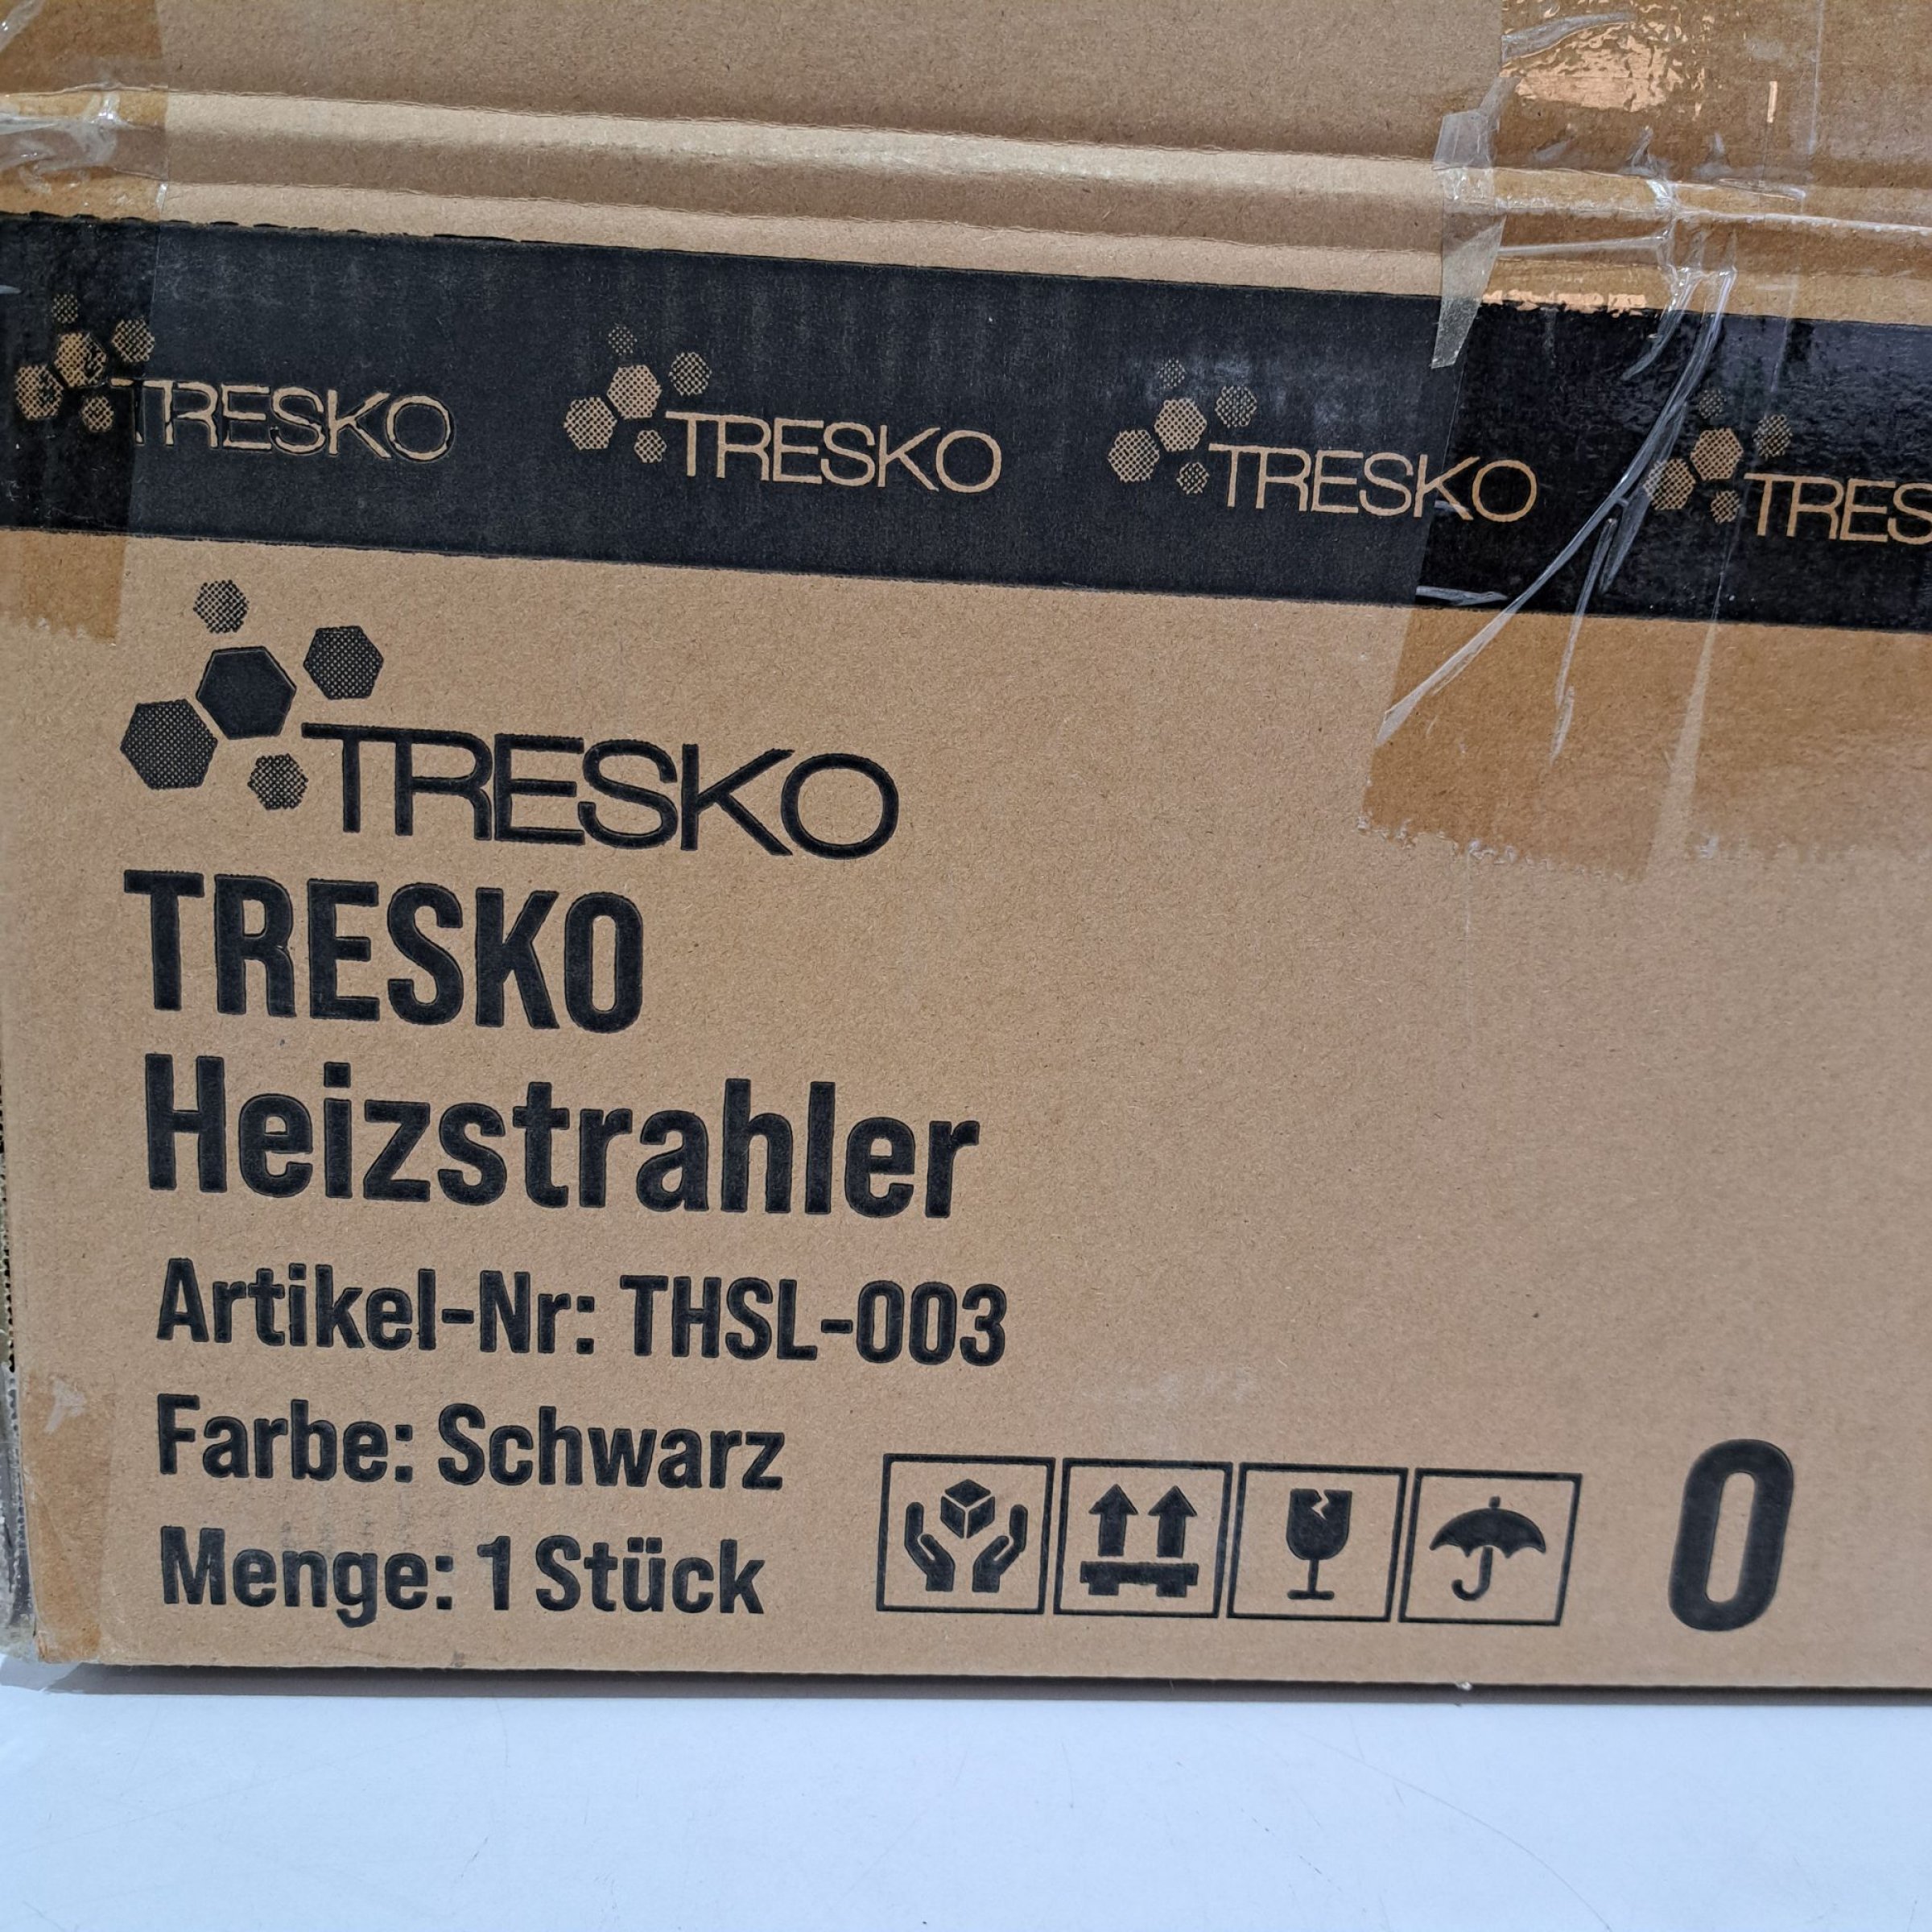 TRESKO TRESKO TRESKO TRES
TRESKO
TRESKO
Heizstrahler
Artikel-Nr: THSL-003
Farbe: Schwarz
Menge: 1 Stück
0